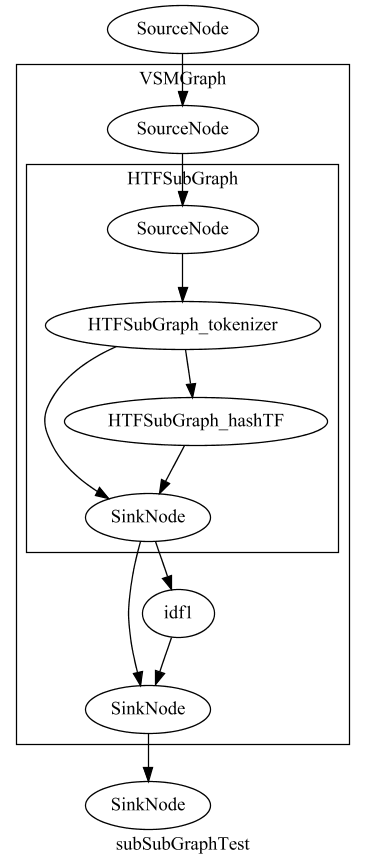 SourceNode
VSMGraph
SourceNode
HTFSubGraph
SourceNode
HTFSubGraph_tokenizer
HTFSubGraph_hashTF
SinkNode
idf1
SinkNode
SinkNode
subSubGraphTest